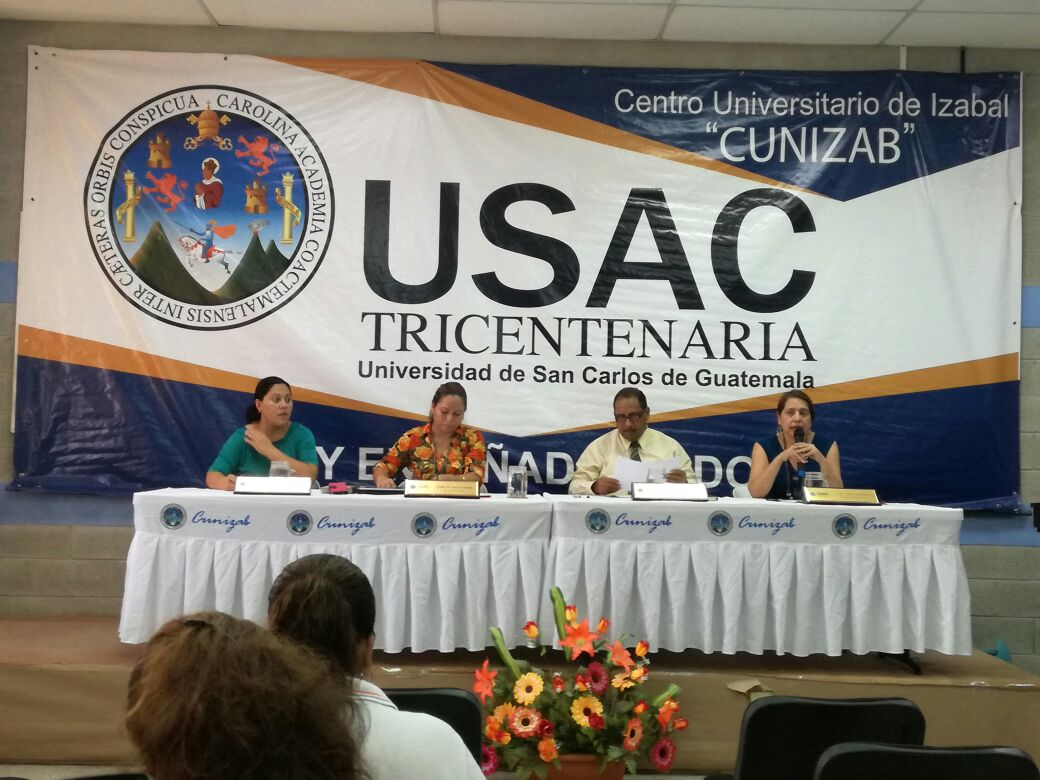 CAROLINA ACADEMIA COACTEMALENSIS INTER CÆTERAS ORBIS CONSPICUA
Centro Universitario de Izabal
"CUNIZAB"
USAC
TRICENTENARIA
Universidad de San Carlos de Guatemala
Cunizab Cunizab Cunizab Cunizab Cunizab Cunizab